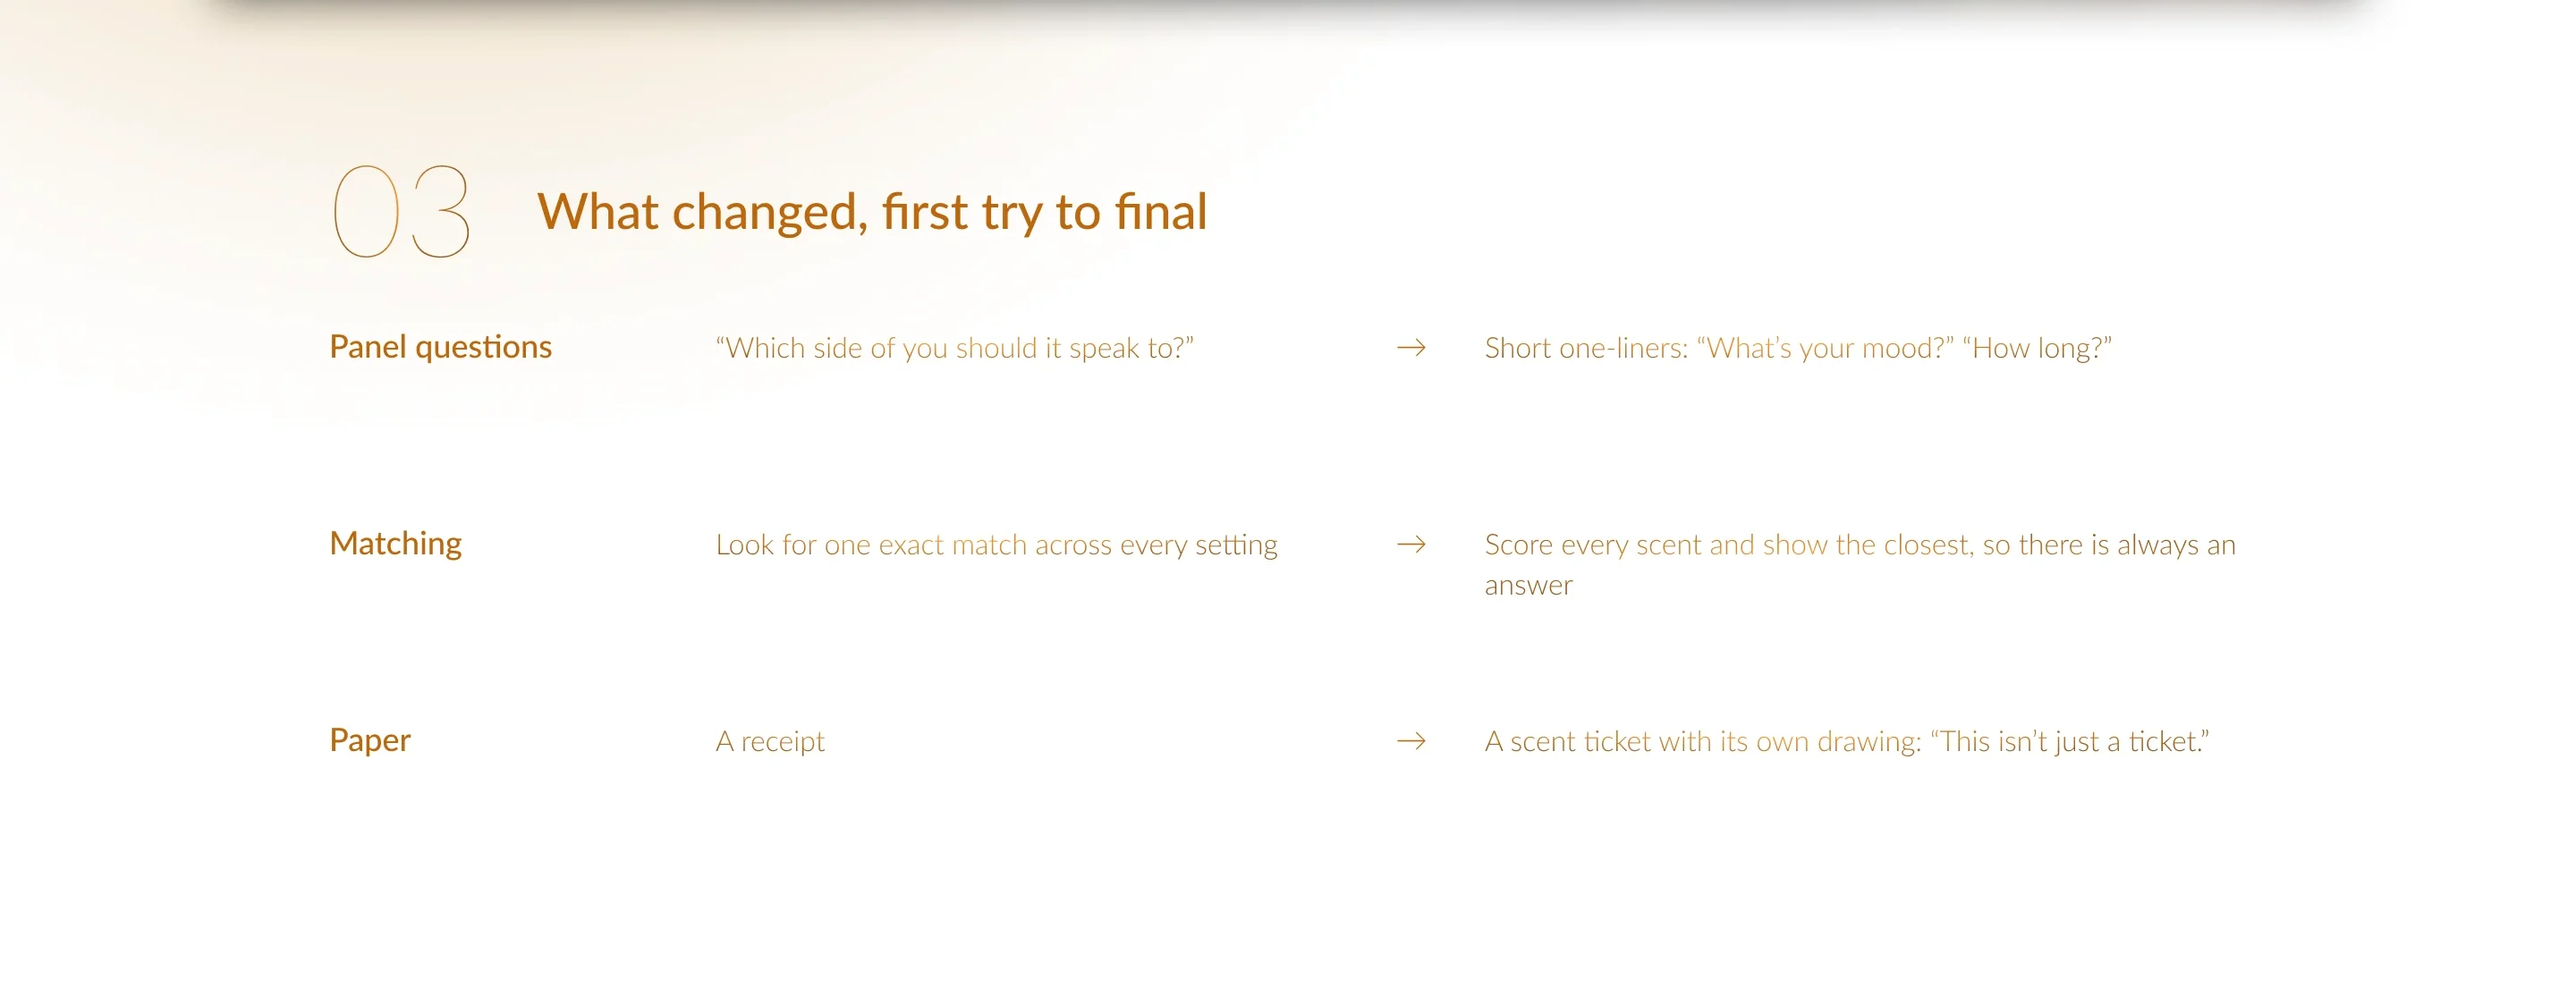 03 What changed, first try to final
Panel questions “Which side of you should it speak to?” → Short one-liners: “What’s your mood?” “How long?”
Matching Look for one exact match across every setting → Score every scent and show the closest, so there is always an
answer
Paper A receipt → A scent ticket with its own drawing: “This isn’t just a ticket.”